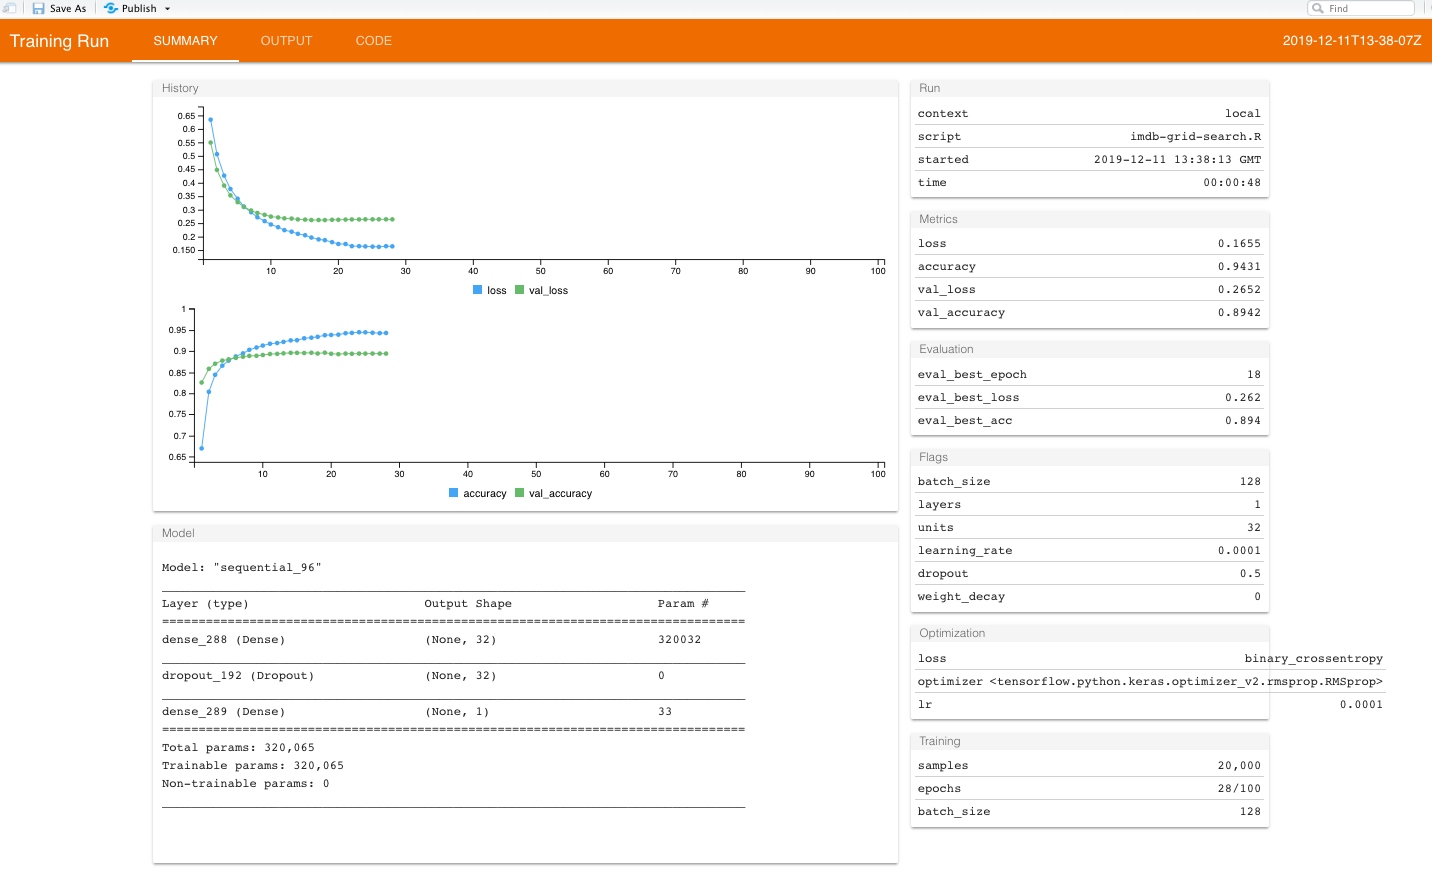 Save As Publish Find
Training Run SUMMARY OUTPUT CODE 2019-12-11T13-38-07Z
History
0.65
0.6
0.55
0.5
0.45
0.4
0.35
0.3
0.25
0.2
0.150
10 20 30 40 50 60 70 80 90 100
loss val_loss
1
0.95
0.9
0.85
0.8
0.75
0.7
0.65
10 20 30 40 50 60 70 80 90 100
accuracy val_accuracy
Model
Model: "sequential_96"
Layer (type) Output Shape Param #
dense_288 (Dense) (None, 32) 320032
dropout_192 (Dropout) (None, 32) 0
dense_289 (Dense) (None, 1) 33
Total params: 320,065
Trainable params: 320,065
Non-trainable params: 0
Run
context local
script imdb-grid-search.R
started 2019-12-11 13:38:13 GMT
time 00:00:48
Metrics
loss 0.1655
accuracy 0.9431
val_loss 0.2652
val_accuracy 0.8942
Evaluation
eval_best_epoch 18
eval_best_loss 0.262
eval_best_acc 0.894
Flags
batch_size 128
layers 1
units 32
learning_rate 0.0001
dropout 0.5
weight_decay 0
Optimization
loss binary_crossentropy
optimizer <tensorflow.python.keras.optimizer_v2.rmsprop.RMSprop>
lr 0.0001
Training
samples 20,000
epochs 28/100
batch_size 128